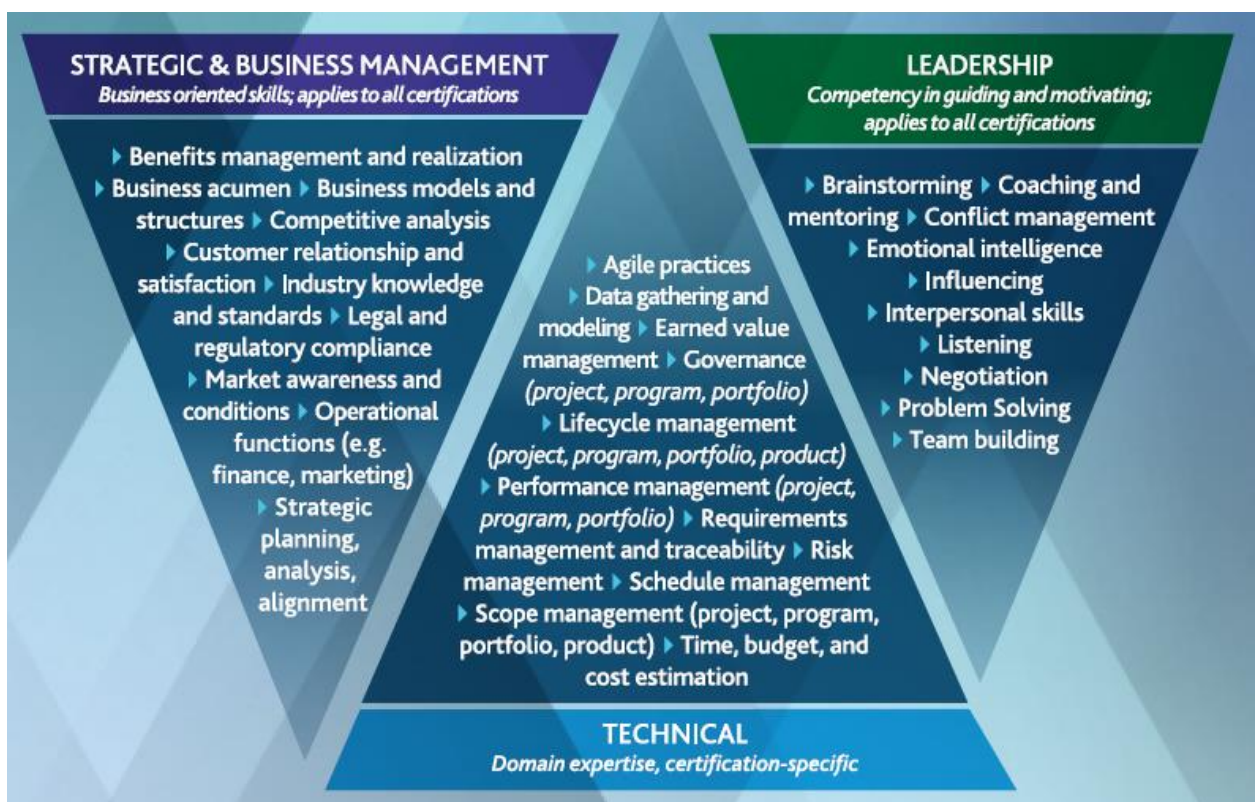 STRATEGIC & BUSINESS MANAGEMENT
Business oriented skills; applies to all certifications
▶ Benefits management and realization
▶ Business acumen ▶ Business models and
structures ▶ Competitive analysis
▶ Customer relationship and
satisfaction ▶ Industry knowledge
and standards ▶ Legal and
regulatory compliance
▶ Market awareness and
conditions ▶ Operational
functions (e.g.
finance, marketing)
▶ Strategic
planning,
analysis,
alignment
▶ Agile practices
▶ Data gathering and
modeling ▶ Earned value
management ▶ Governance
(project, program, portfolio)
▶ Lifecycle management
(project, program, portfolio, product)
▶ Performance management (project,
program, portfolio) ▶ Requirements
management and traceability ▶ Risk
management ▶ Schedule management
▶ Scope management (project, program,
portfolio, product) ▶ Time, budget, and
cost estimation
TECHNICAL
Domain expertise, certification-specific
LEADERSHIP
Competency in guiding and motivating;
applies to all certifications
▶ Brainstorming ▶ Coaching and
mentoring ▶ Conflict management
▶ Emotional intelligence
▶ Influencing
▶ Interpersonal skills
▶ Listening
▶ Negotiation
▶ Problem Solving
▶ Team building